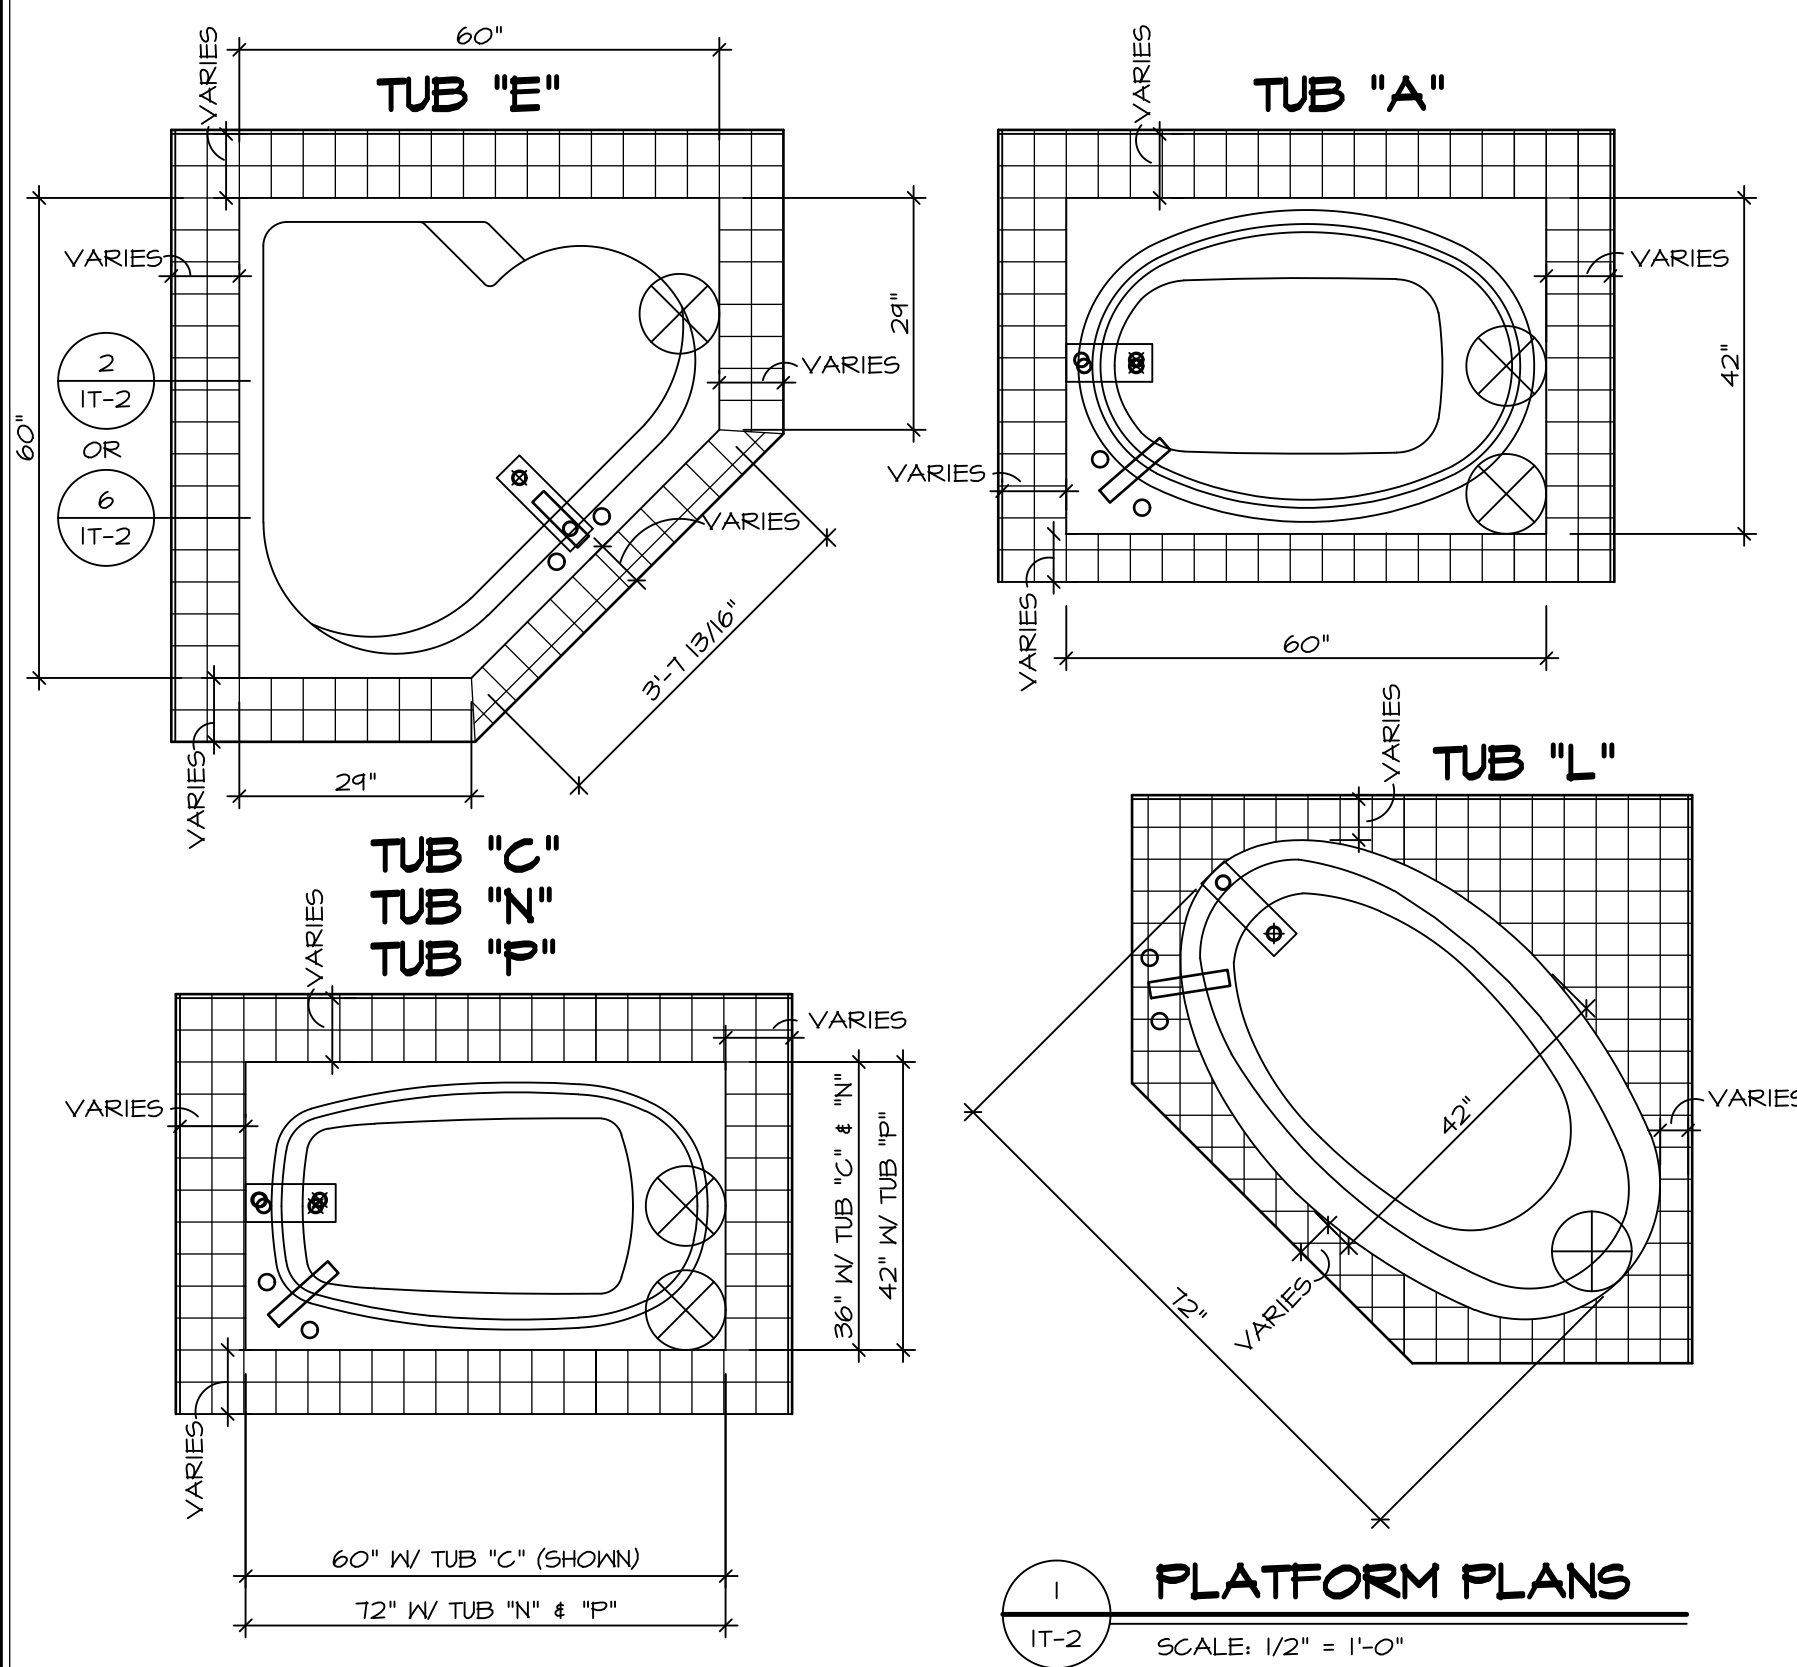 60"
VARIES
TUB "E"
VARIES
29"
VARIES
2
IT-2
OR
6
IT-2
60"
VARIES
3'-7 13/16"
VARIES
29"
VARIES
TUB "A"
VARIES
42"
VARIES
VARIES
60"
TUB "C"
TUB "N"
TUB "P"
VARIES
VARIES
VARIES
36" W/ TUB "C" & "N"
42" W/ TUB "P"
VARIES
60" W/ TUB "C" (SHOWN)
72" W/ TUB "N" & "P"
VARIES
TUB "L"
VARIES
42"
VARIES
72"
1
IT-2
PLATFORM PLANS
SCALE: 1/2" = 1'-0"